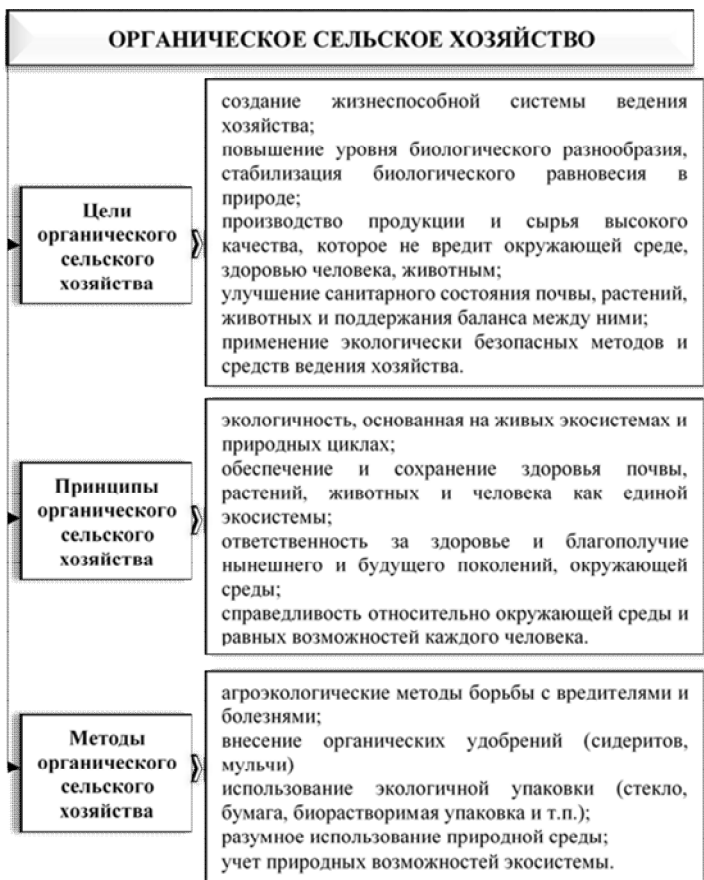 ОРГАНИЧЕСКОЕ СЕЛЬСКОЕ ХОЗЯЙСТВО
Цели
органического
сельского
хозяйства
создание жизнеспособной системы ведения
хозяйства;
повышение уровня биологического разнообразия,
стабилизация биологического равновесия в
природе;
производство продукции и сырья высокого
качества, которое не вредит окружающей среде,
здоровью человека, животным;
улучшение санитарного состояния почвы, растений,
животных и поддержания баланса между ними;
применение экологически безопасных методов и
средств ведения хозяйства.
Принципы
органического
сельского
хозяйства
экологичность, основанная на живых экосистемах и
природных циклах;
обеспечение и сохранение здоровья почвы,
растений, животных и человека как единой
экосистемы;
ответственность за здоровье и благополучие
нынешнего и будущего поколений, окружающей
среды;
справедливость относительно окружающей среды и
равных возможностей каждого человека.
Методы
органического
сельского
хозяйства
агроэкологические методы борьбы с вредителями и
болезнями;
внесение органических удобрений (сидеритов,
мульчи)
использование экологичной упаковки (стекло,
бумага, биорастворимая упаковка и т.п.);
разумное использование природной среды;
учет природных возможностей экосистемы.